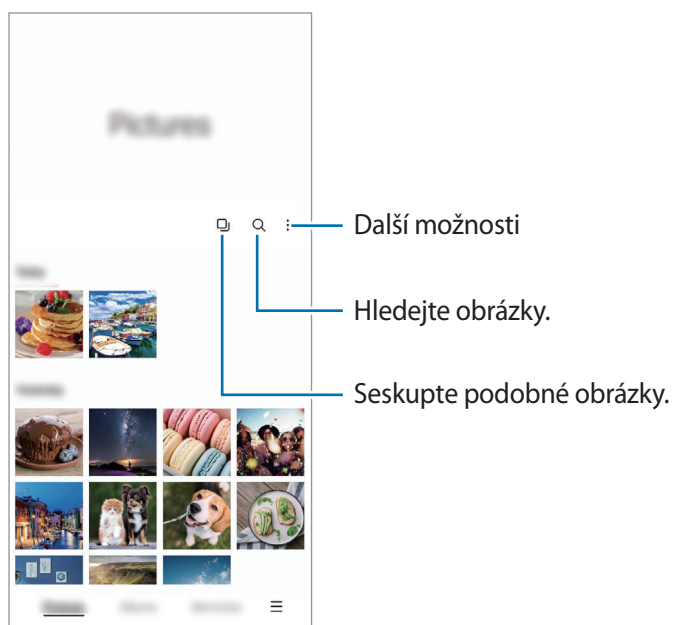 Pictures
Další možnosti
Hledejte obrázky.
Seskupte podobné obrázky.